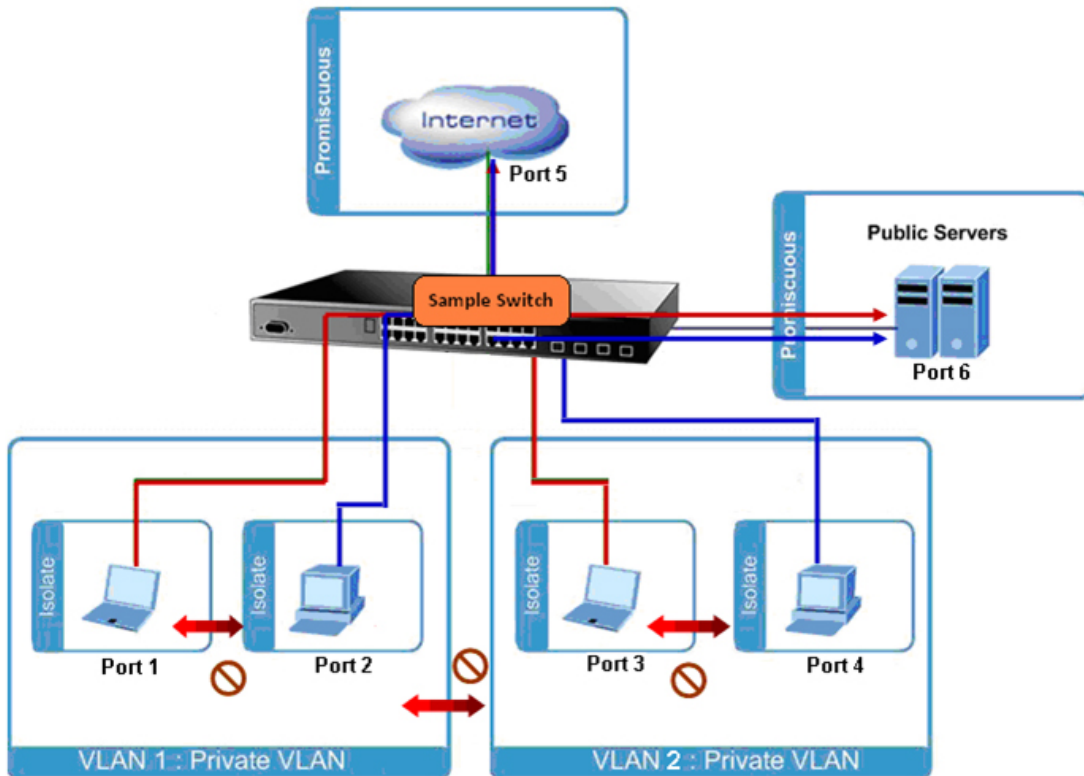 Promiscuous
Internet
Port 5
Promiscuous
Public Servers
Port 6
Sample Switch
Isolate
Port 1
Isolate
Port 2
Isolate
Port 3
Isolate
Port 4
VLAN 1 : Private VLAN
VLAN 2 : Private VLAN